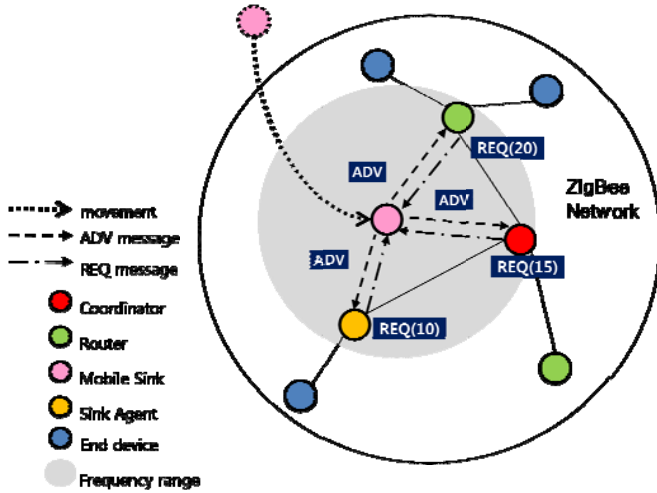 ADV
REQ(20)
ADV
ZigBee
Network
ADV
REQ(15)
REQ(10)
movement
ADV message
REQ message
Coordinator
Router
Mobile Sink
Sink Agent
End device
Frequency range